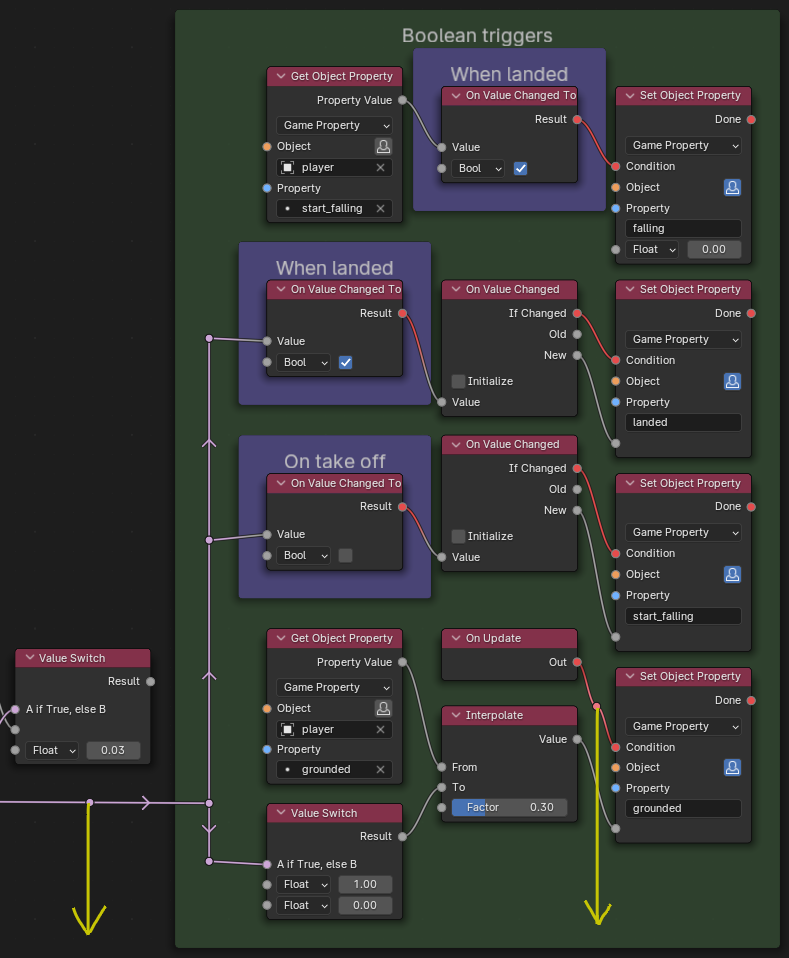 Boolean triggers
Get Object Property
Property Value
Game Property
Object
player
Property
start_falling
When landed
On Value Changed To
Result
Value
Bool
Set Object Property
Done
Game Property
Condition
Object
Property
falling
Float 0.00
When landed
On Value Changed To
Result
Value
Bool
On Value Changed
If Changed
Old
New
Initialize
Value
Set Object Property
Done
Game Property
Condition
Object
Property
landed
On take off
On Value Changed To
Result
Value
Bool
On Value Changed
If Changed
Old
New
Initialize
Value
Set Object Property
Done
Game Property
Condition
Object
Property
start_falling
Value Switch
Result
A if True, else B
Float 0.03
Get Object Property
Property Value
Game Property
Object
player
Property
grounded
On Update
Out
Interpolate
Value
From
To
Factor 0.30
Set Object Property
Done
Game Property
Condition
Object
Property
grounded
Value Switch
Result
A if True, else B
Float 1.00
Float 0.00